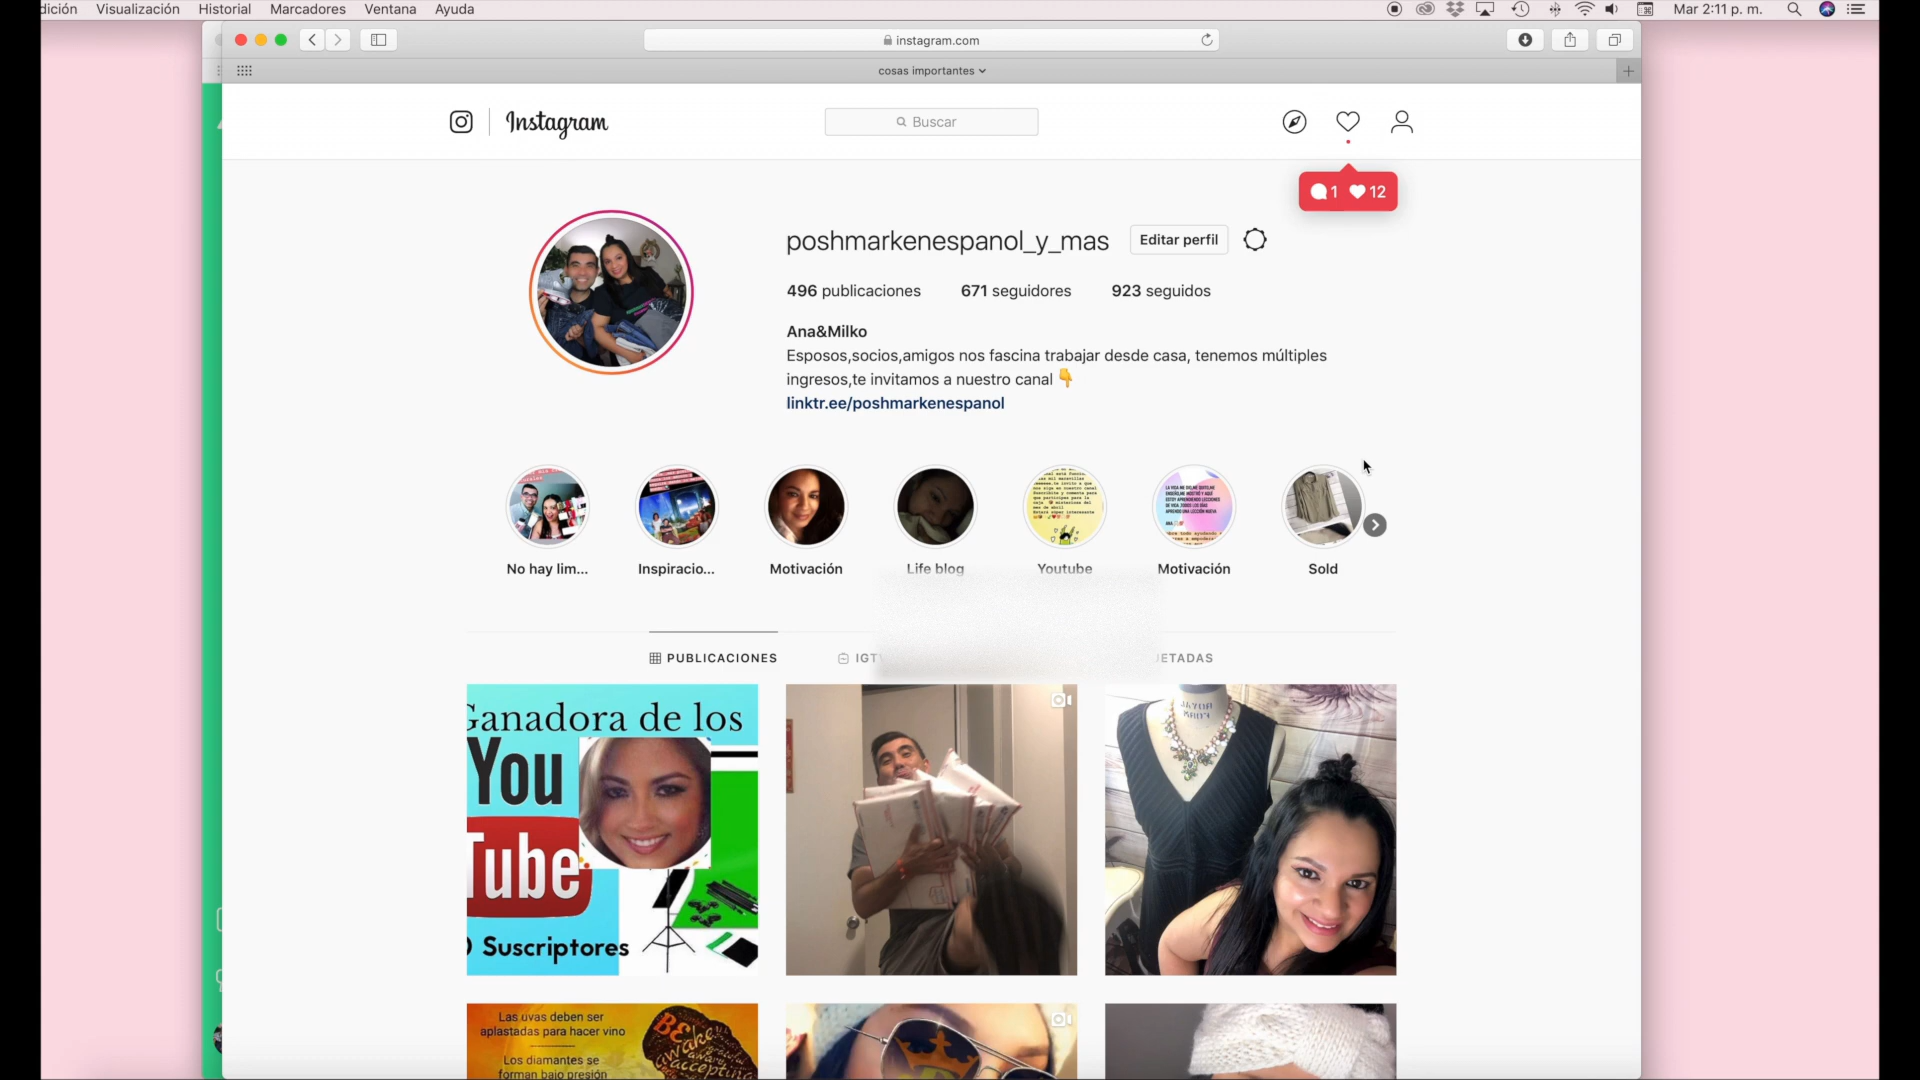 Visualización Historial Marcadores Ventana Ayuda
Mar 2:11 p. m.
instagram.com
cosas importantes
Instagram
Buscar
1 12
poshmarkenespanol_y_mas Editar perfil
496 publicaciones 671 seguidores 923 seguidos
Ana&Milko
Esposos,socios,amigos nos fascina trabajar desde casa, tenemos múltiples
ingresos,te invitamos a nuestro canal 👇
linktr.ee/poshmarkenespanol
No hay lim... Inspiracio... Motivación Life blog Youtube Motivación Sold
PUBLICACIONES
Ganadora de los
You
Tube
Suscriptores
Las uvas deben ser
aplastadas para hacer vino
Los diamantes se
forman bajo presión
BE
awake
accepting